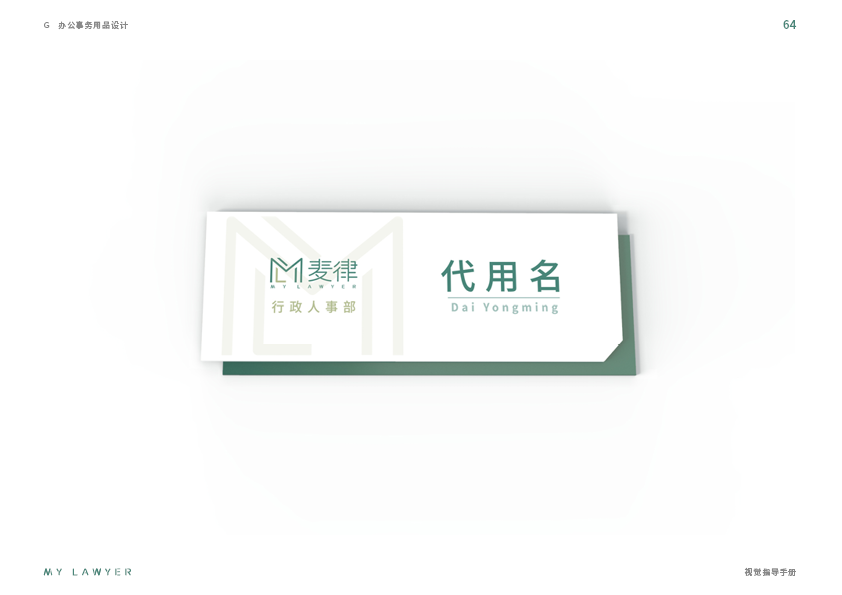 G 办公事务用品设计
64
麦律
MY LAWYER
行政人事部
代用名
Dai Yongming
MY LAWYER
视觉指导手册